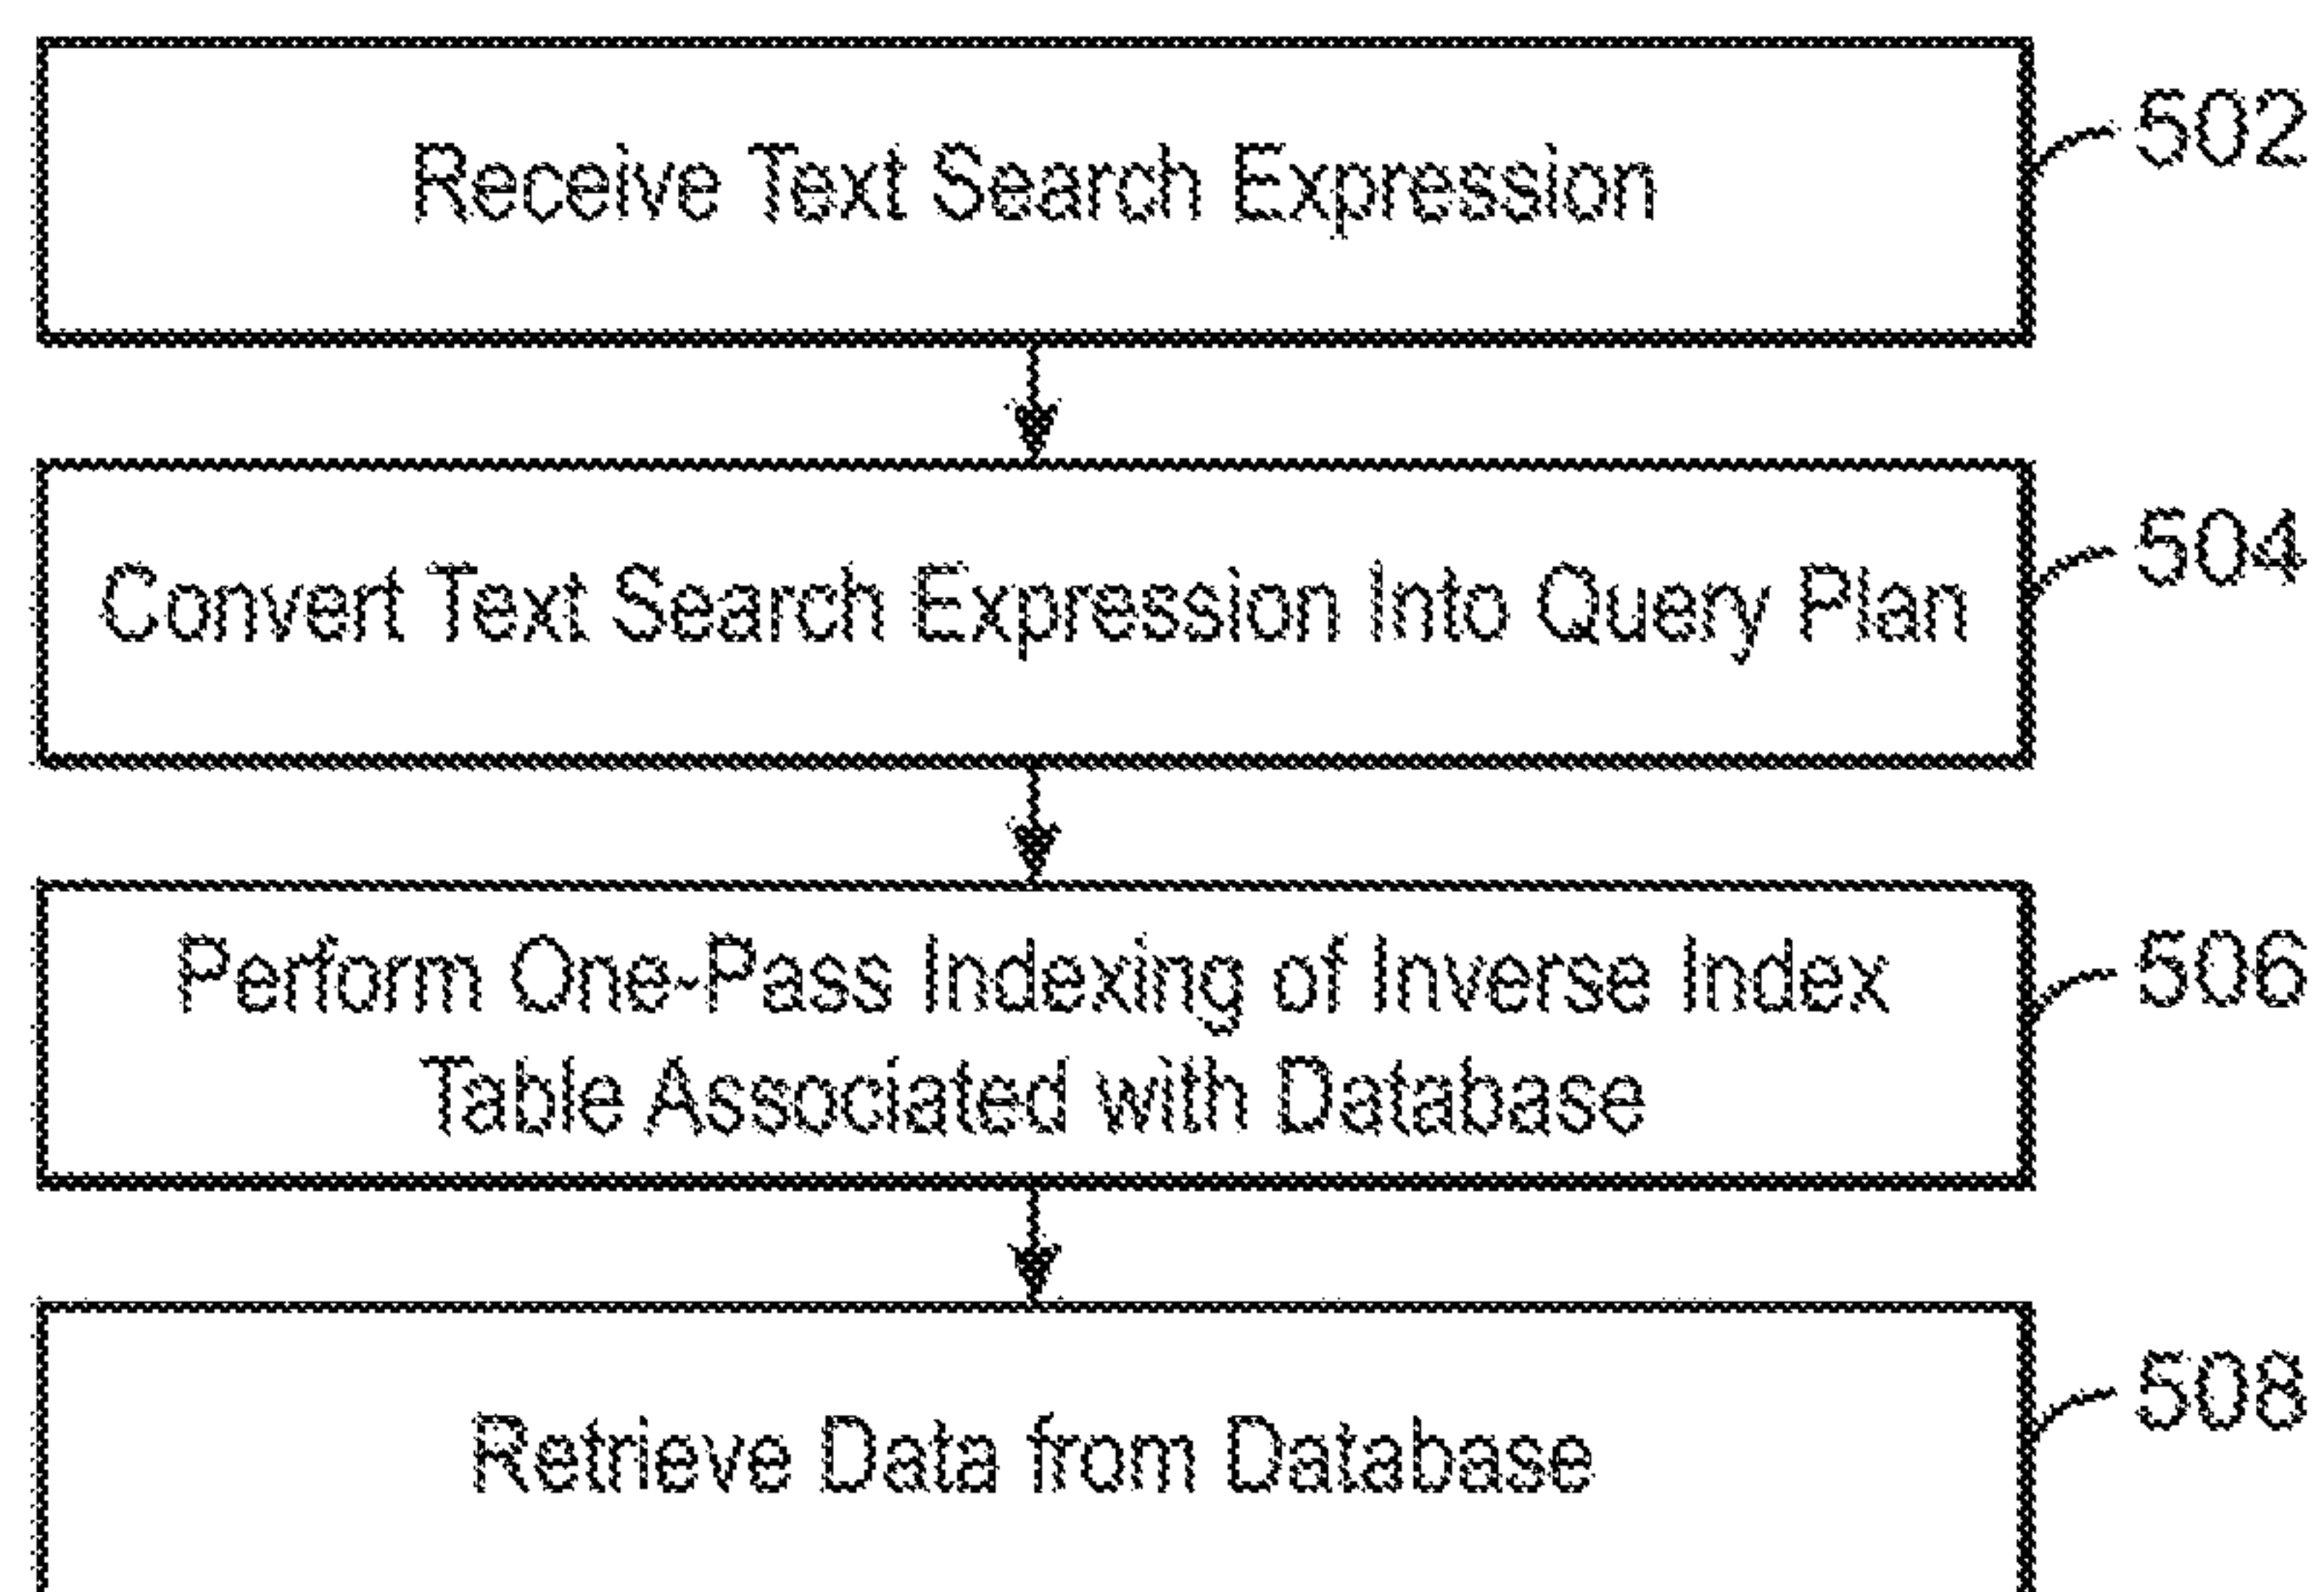 Receive Text Search Expression
502
Convert Text Search Expression Into Query Plan
504
Perform One-Pass Indexing of Inverse Index
Table Associated with Database
506
Retrieve Data from Database
508